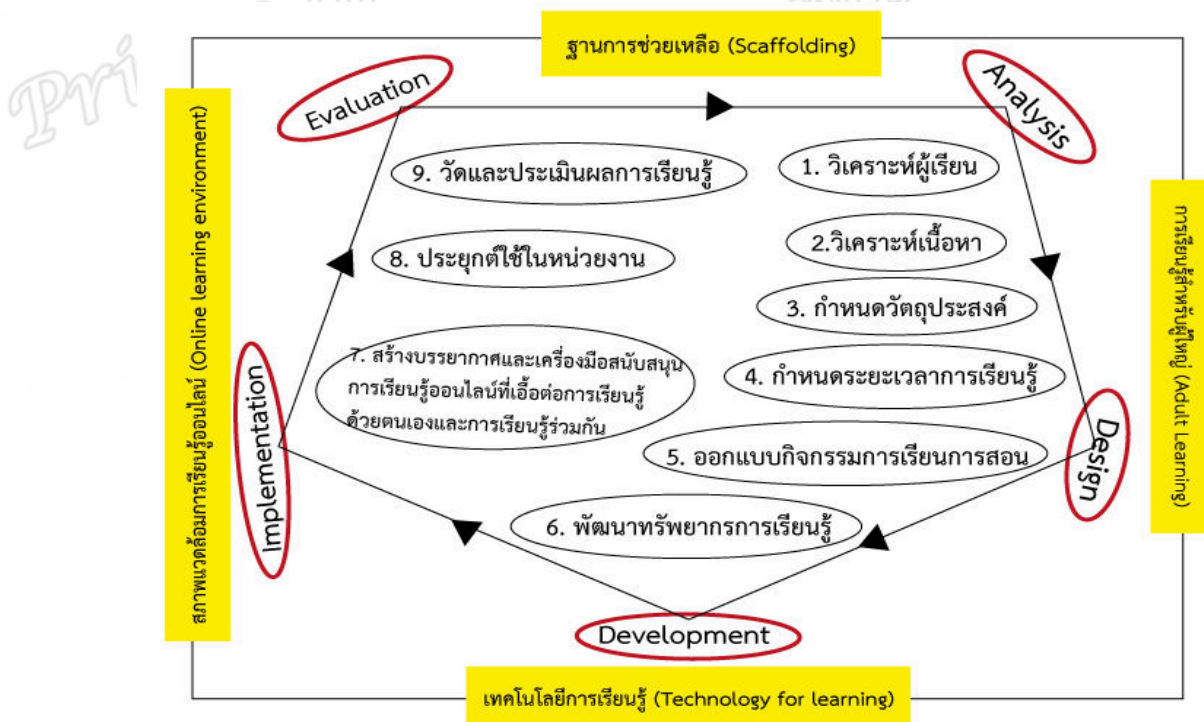 ฐานการช่วยเหลือ (Scaffolding)
Pri
Evaluation
Analysis
9. วัดและประเมินผลการเรียนรู้
1. วิเคราะห์ผู้เรียน
8. ประยุกต์ใช้ในหน่วยงาน
2.วิเคราะห์เนื้อหา
3. กำหนดวัตถุประสงค์
7. สร้างบรรยากาศและเครื่องมือสนับสนุน
การเรียนรู้ออนไลน์ที่เอื้อต่อการเรียนรู้
ด้วยตนเองและการเรียนรู้ร่วมกัน
4. กำหนดระยะเวลาการเรียนรู้
5. ออกแบบกิจกรรมการเรียนการสอน
6. พัฒนาทรัพยากรการเรียนรู้
Implementation
Design
Development
สภาพแวดล้อมการเรียนรู้ออนไลน์ (Online learning environment)
การเรียนรู้สำหรับผู้ใหญ่ (Adult Learning)
เทคโนโลยีการเรียนรู้ (Technology for learning)